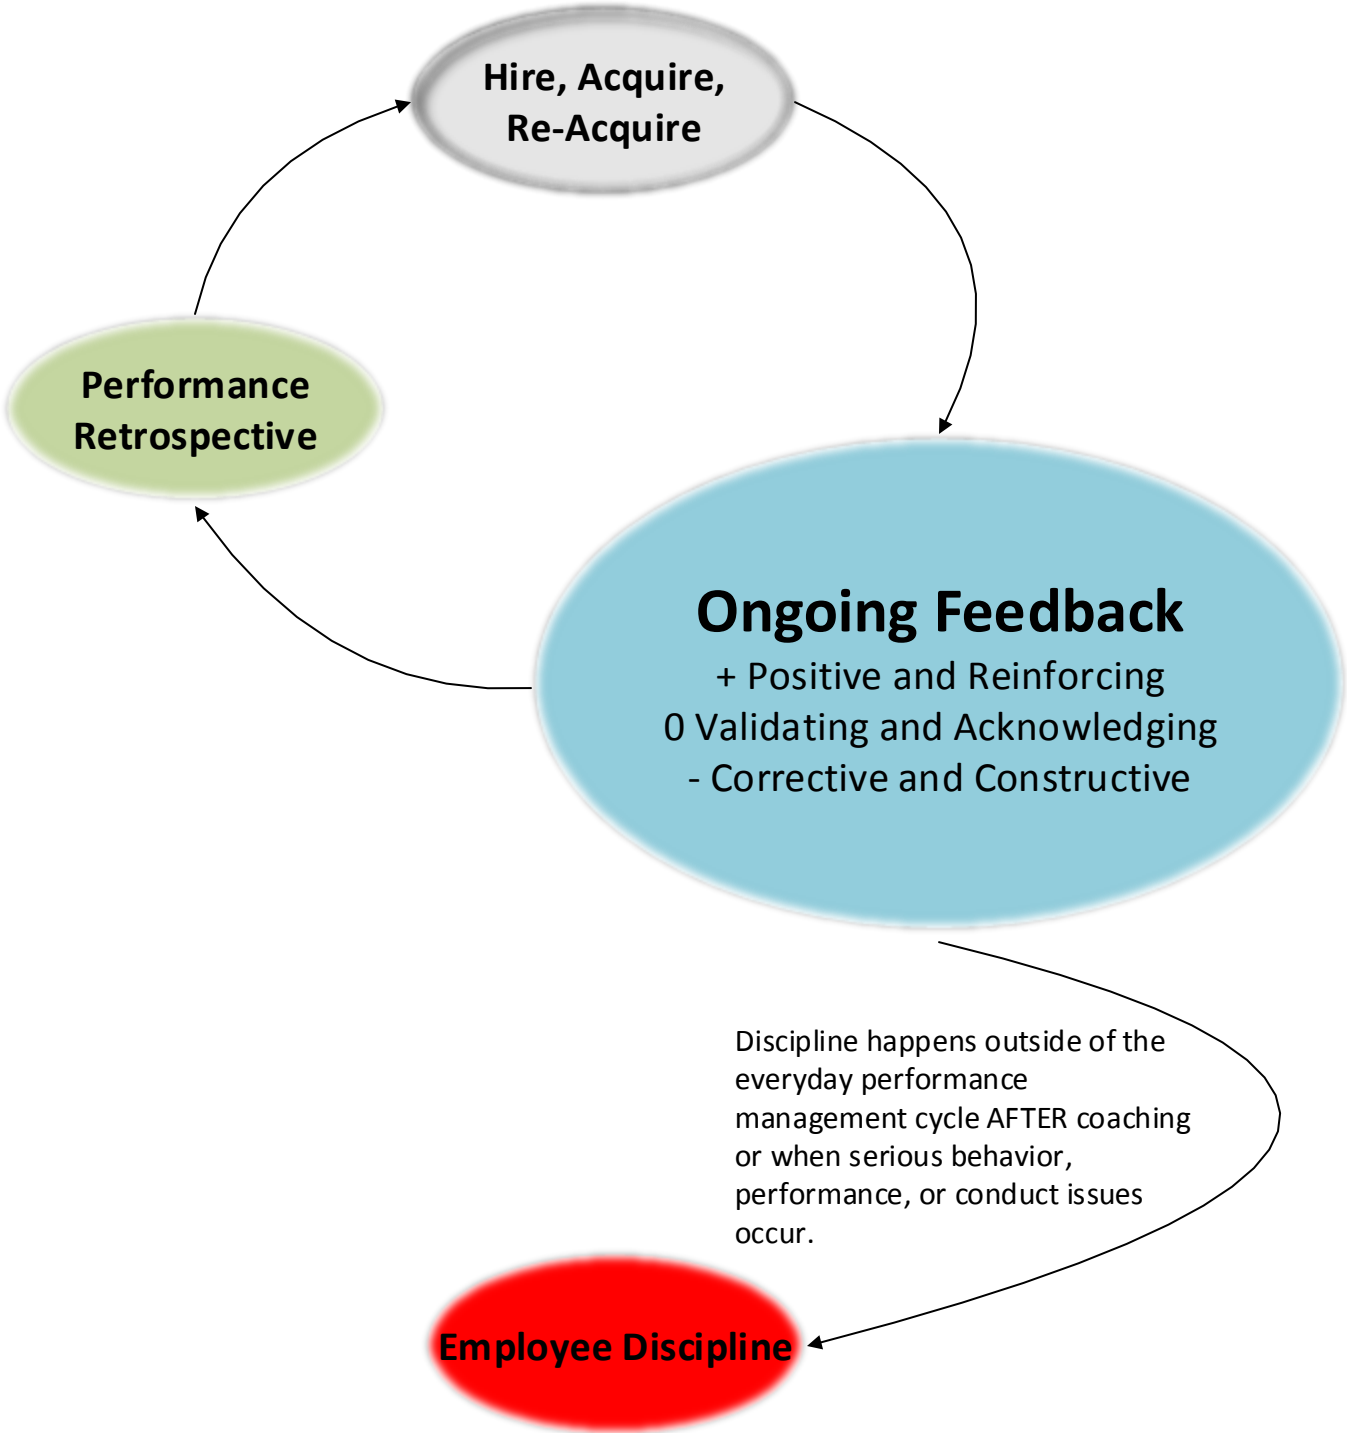 Hire, Acquire,
Re-Acquire
Performance
Retrospective
Ongoing Feedback
+ Positive and Reinforcing
0 Validating and Acknowledging
- Corrective and Constructive
Discipline happens outside of the
everyday performance
management cycle AFTER coaching
or when serious behavior,
performance, or conduct issues
occur.
Employee Discipline